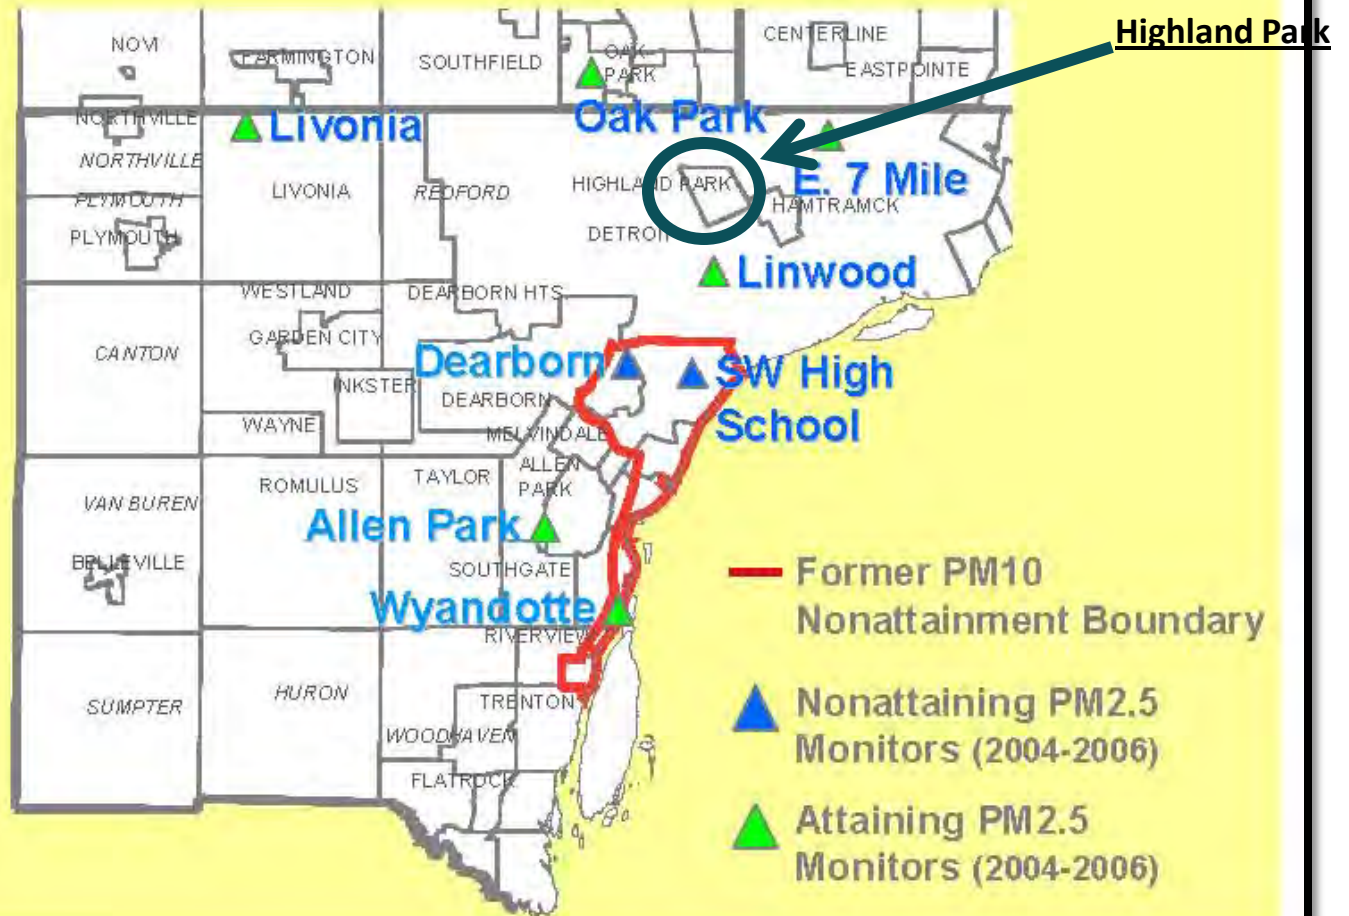 Highland Park
NOVI
FARMINGTON
SOUTHFIELD
OAK
PARK
CENTERLINE
EASTPOINTE
NORTHVILLE
Livonia
Oak Park
NORTHVILLE
LIVONIA
REDFORD
HIGHLAND PARK
E. 7 Mile
PLYMOUTH
HAMTRAMCK
PLYMOUTH
DETROIT
Linwood
WESTLAND
DEARBORN HTS
GARDEN CITY
CANTON
Dearborn
SW High
School
INKSTER
DEARBORN
WAYNE
MELVINDALE
ALLEN
PARK
TAYLOR
ROMULUS
VAN BUREN
Allen Park
BELLEVILLE
SOUTHGATE
Wyandotte
RIVERVIEW
HURON
SUMPTER
TRENTON
WOODHAVEN
FLATROCK
Former PM10
Nonattainment Boundary
Nonattaining PM2.5
Monitors (2004-2006)
Attaining PM2.5
Monitors (2004-2006)